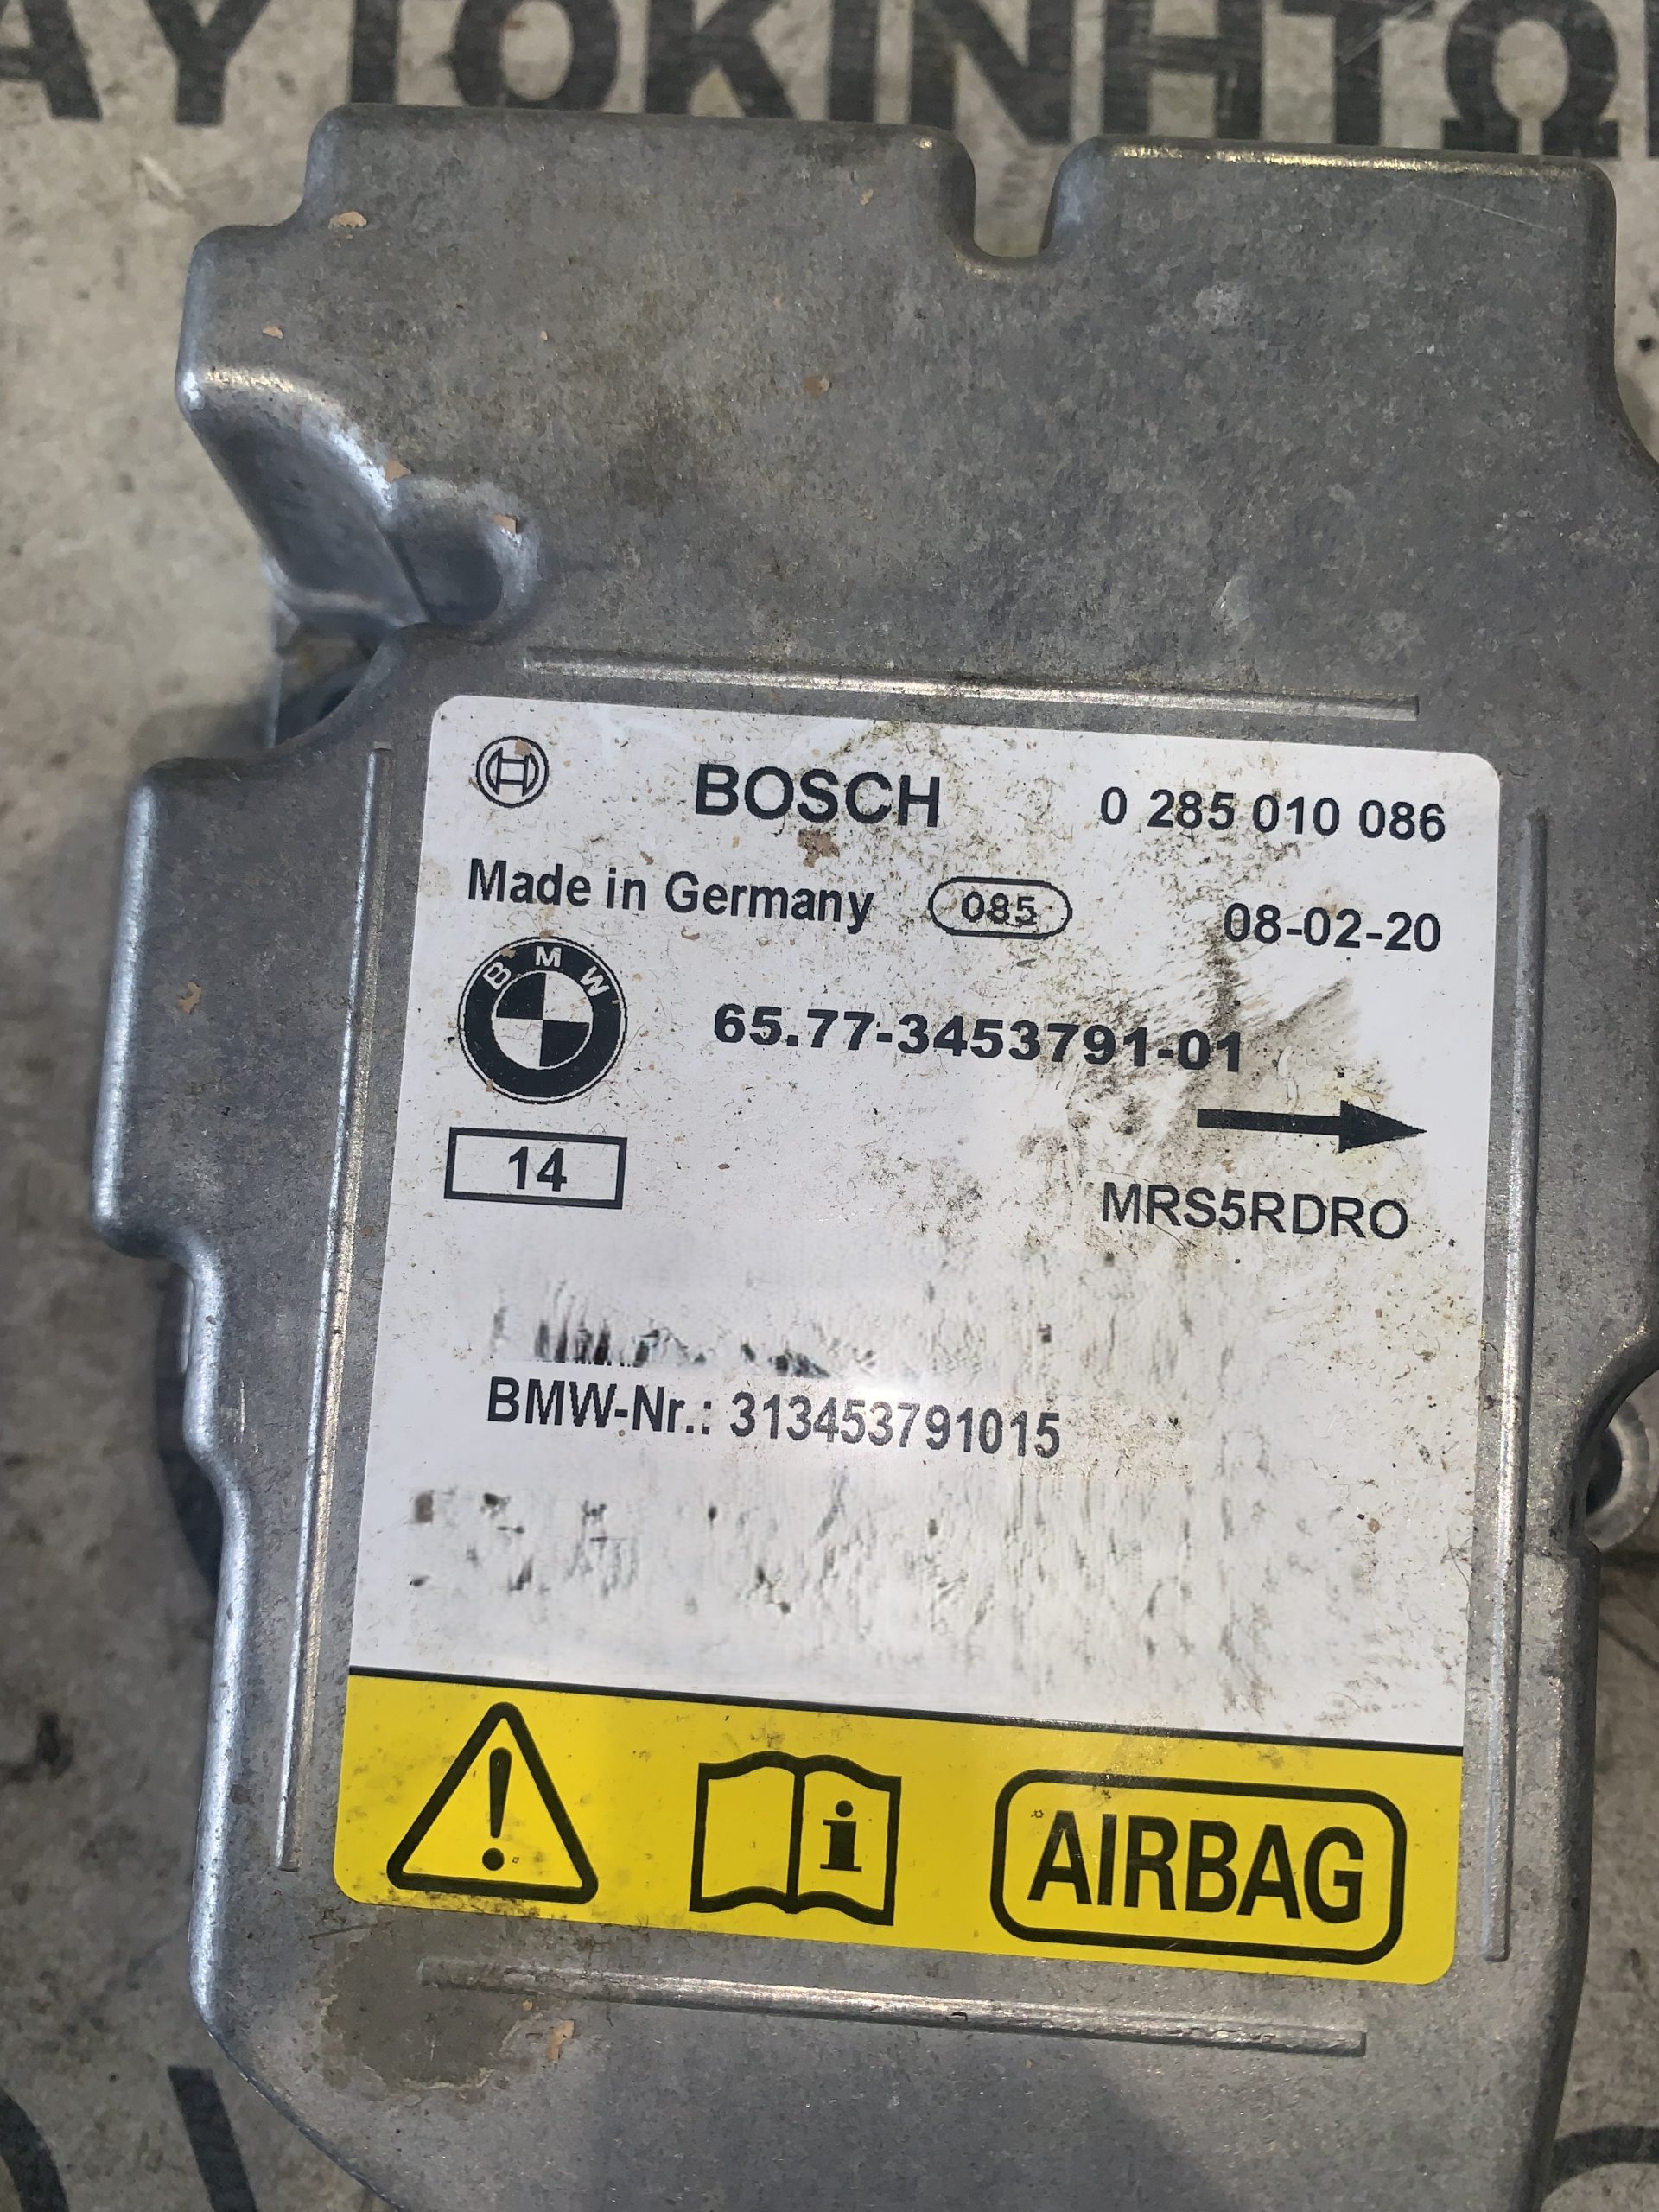 ΑΥΤΟΚΙΝΗΤΩ
BOSCH 0 285 010 086
Made in Germany 085 08-02-20
BMW 65.77-3453791-01
14
MRS5RDRO
BMW-Nr.: 313453791015
i AIRBAG